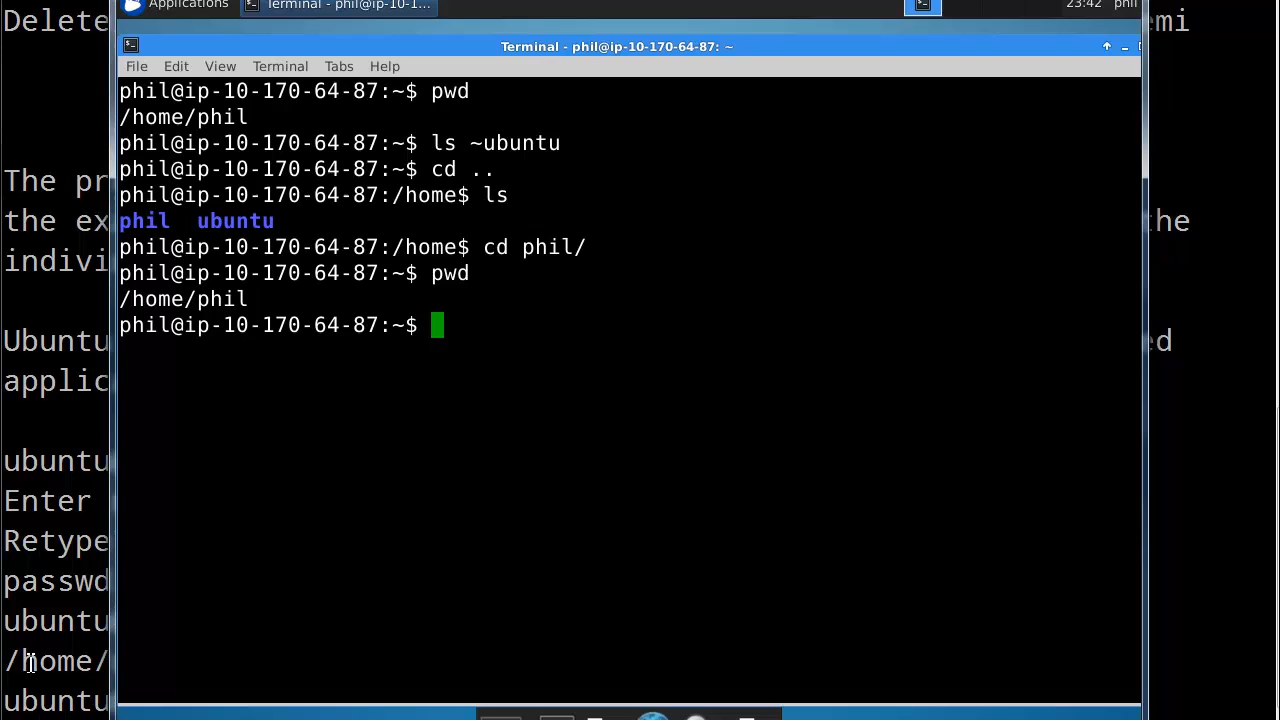 Delete
Applications Terminal - phil@ip-10-1... 23:42 phil
emi
Terminal - phil@ip-10-170-64-87: ~
File Edit View Terminal Tabs Help
phil@ip-10-170-64-87:~$ pwd
/home/phil
phil@ip-10-170-64-87:~$ ls ~ubuntu
phil@ip-10-170-64-87:~$ cd ..
phil@ip-10-170-64-87:/home$ ls
phil ubuntu
phil@ip-10-170-64-87:/home$ cd phil/
phil@ip-10-170-64-87:~$ pwd
/home/phil
phil@ip-10-170-64-87:~$
The pr
the ex the
indivi
Ubuntu ed
applic
ubuntu
Enter
Retype
passwd
ubuntu
/home/
ubuntu